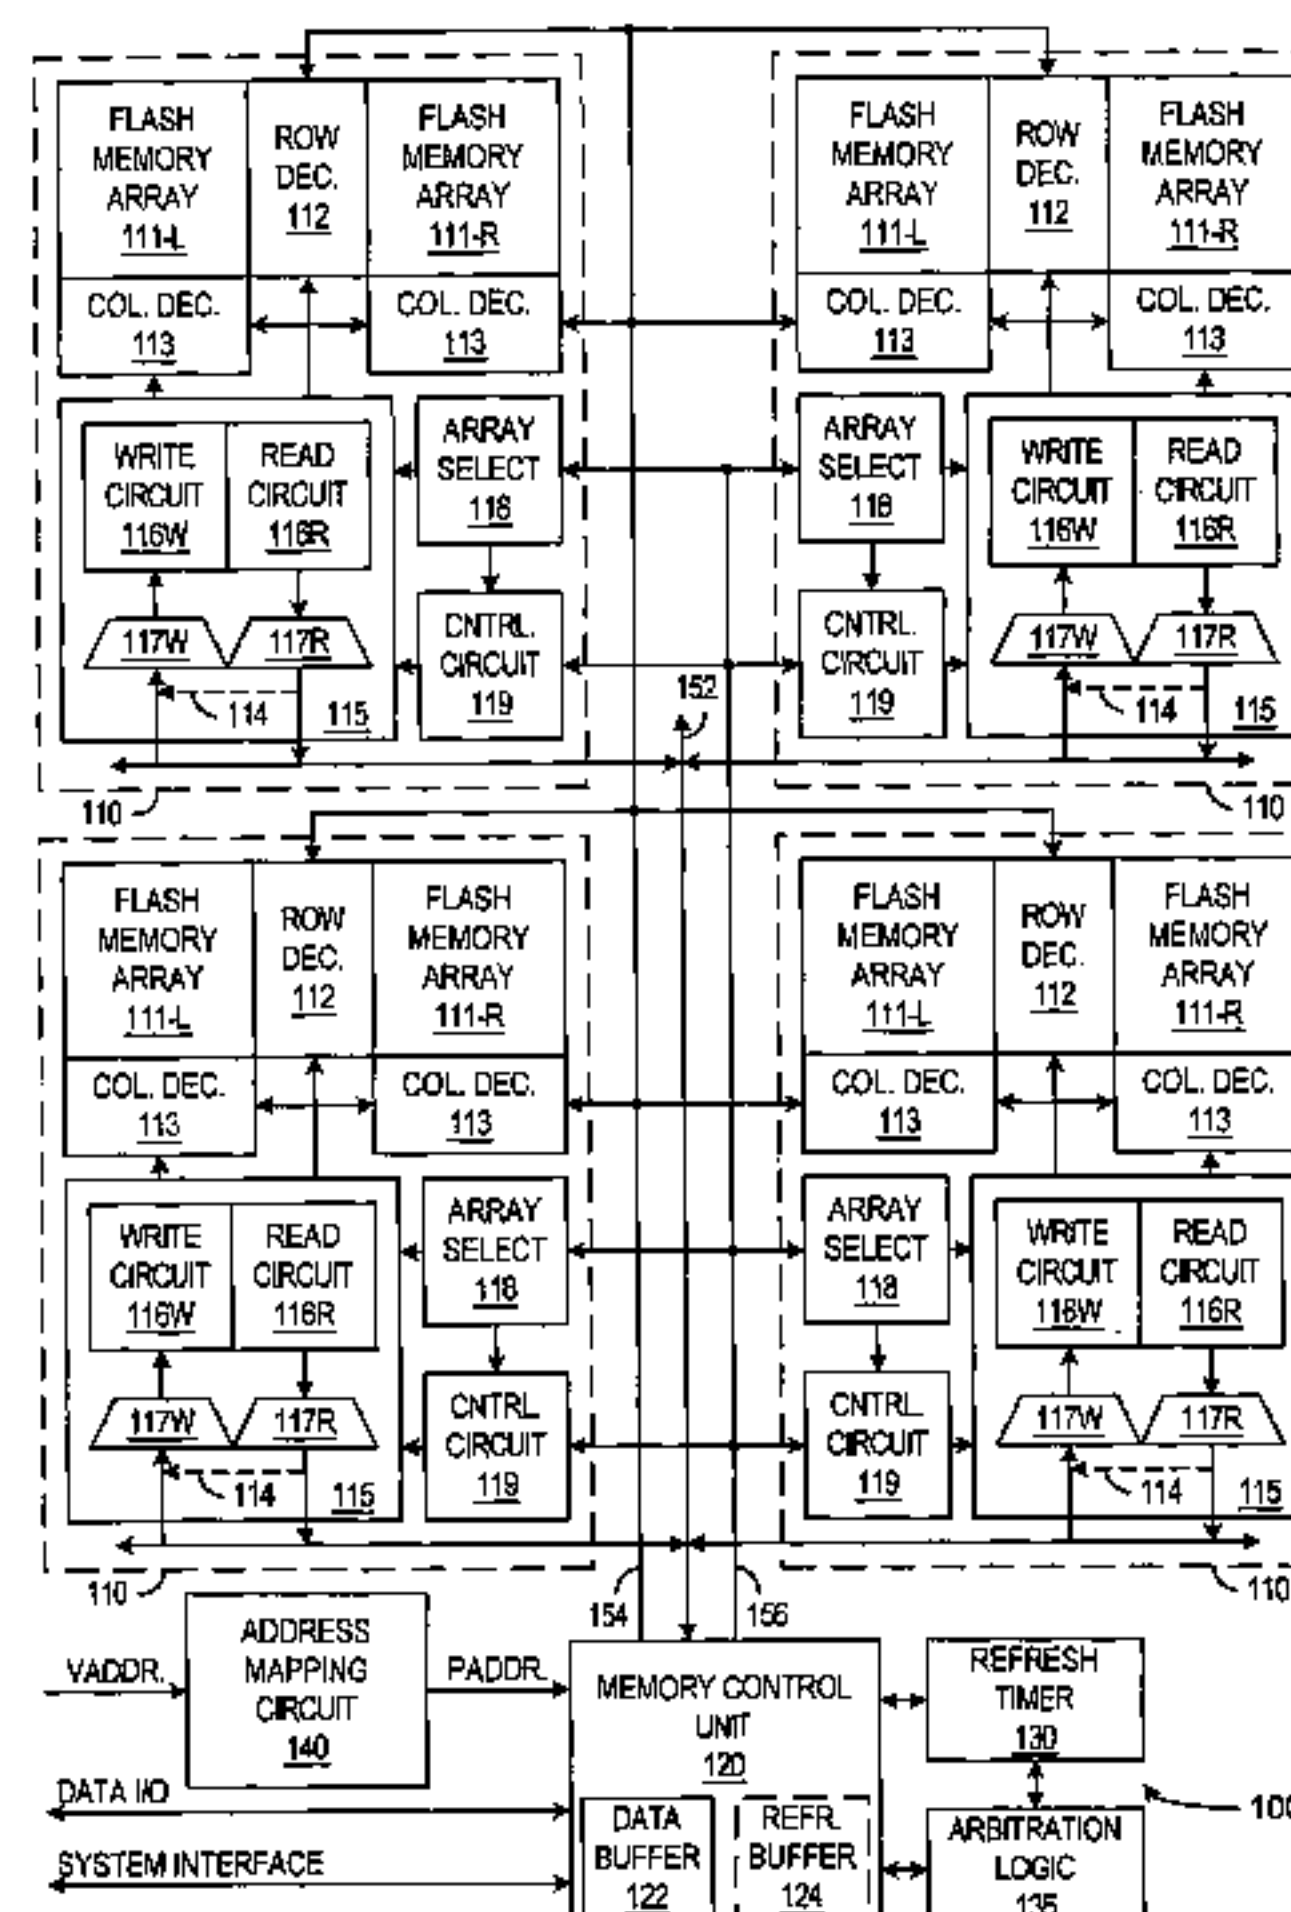 FLASH
MEMORY
ARRAY
111-L
ROW
DEC.
112
FLASH
MEMORY
ARRAY
111-R
COL. DEC.
113
COL. DEC.
113
WRITE
CIRCUIT
116W
READ
CIRCUIT
116R
ARRAY
SELECT
118
117W
117R
CNTRL.
CIRCUIT
119
114
115
110
FLASH
MEMORY
ARRAY
111-L
ROW
DEC.
112
FLASH
MEMORY
ARRAY
111-R
COL. DEC.
113
COL. DEC.
113
ARRAY
SELECT
118
WRITE
CIRCUIT
116W
READ
CIRCUIT
116R
CNTRL.
CIRCUIT
119
117W
117R
114
115
110
152
FLASH
MEMORY
ARRAY
111-L
ROW
DEC.
112
FLASH
MEMORY
ARRAY
111-R
COL. DEC.
113
COL. DEC.
113
WRITE
CIRCUIT
116W
READ
CIRCUIT
116R
ARRAY
SELECT
118
117W
117R
CNTRL.
CIRCUIT
119
114
115
110
FLASH
MEMORY
ARRAY
111-L
ROW
DEC.
112
FLASH
MEMORY
ARRAY
111-R
COL. DEC.
113
COL. DEC.
113
ARRAY
SELECT
118
WRITE
CIRCUIT
116W
READ
CIRCUIT
116R
CNTRL.
CIRCUIT
119
117W
117R
114
115
110
154
156
VADDR.
ADDRESS
MAPPING
CIRCUIT
140
PADDR.
MEMORY CONTROL
UNIT
120
REFRESH
TIMER
130
DATA I/O
SYSTEM INTERFACE
DATA
BUFFER
122
REFR.
BUFFER
124
ARBITRATION
LOGIC
135
100